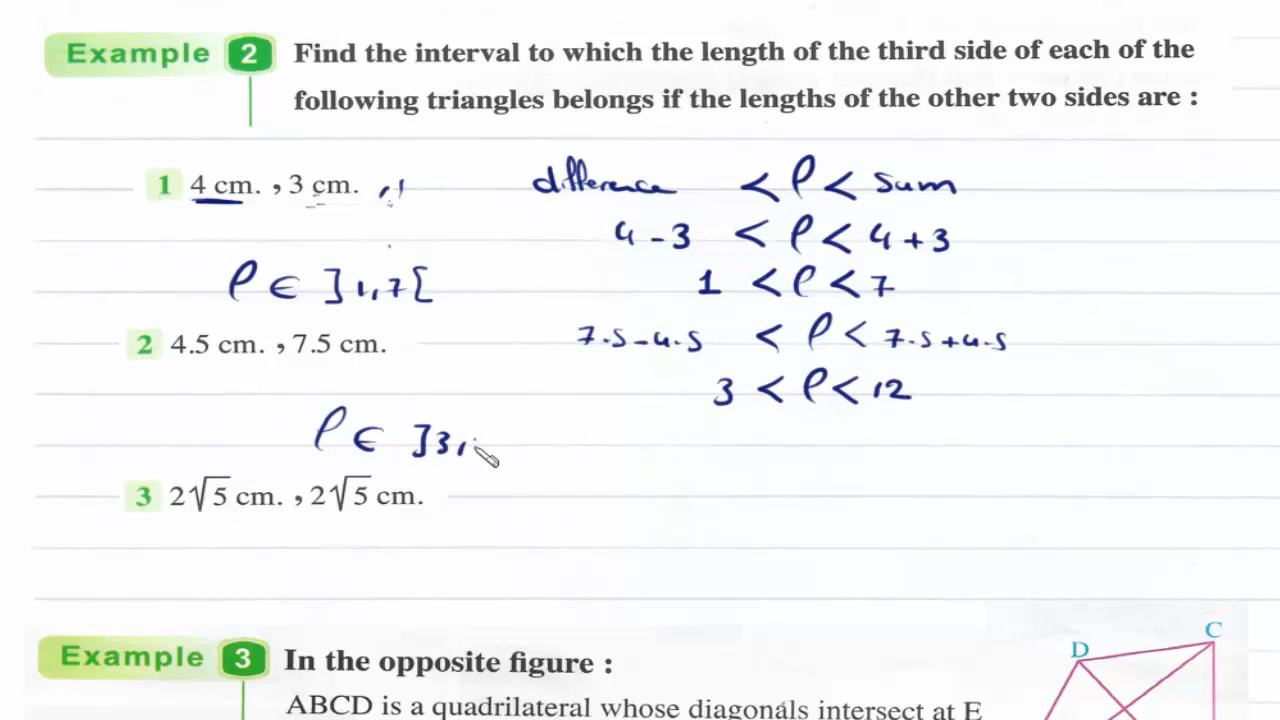 Example 2 Find the interval to which the length of the third side of each of the
following triangles belongs if the lengths of the other two sides are :
1 4 cm. , 3 cm.
difference < ℓ < sum
4 - 3 < ℓ < 4 + 3
ℓ ∈ ]1, 7[
1 < ℓ < 7
2 4.5 cm. , 7.5 cm.
7.5 - 4.5 < ℓ < 7.5 + 4.5
3 < ℓ < 12
ℓ ∈ ]3,
3 2√5 cm. , 2√5 cm.
Example 3 In the opposite figure :
ABCD is a quadrilateral whose diagonals intersect at E
D
C